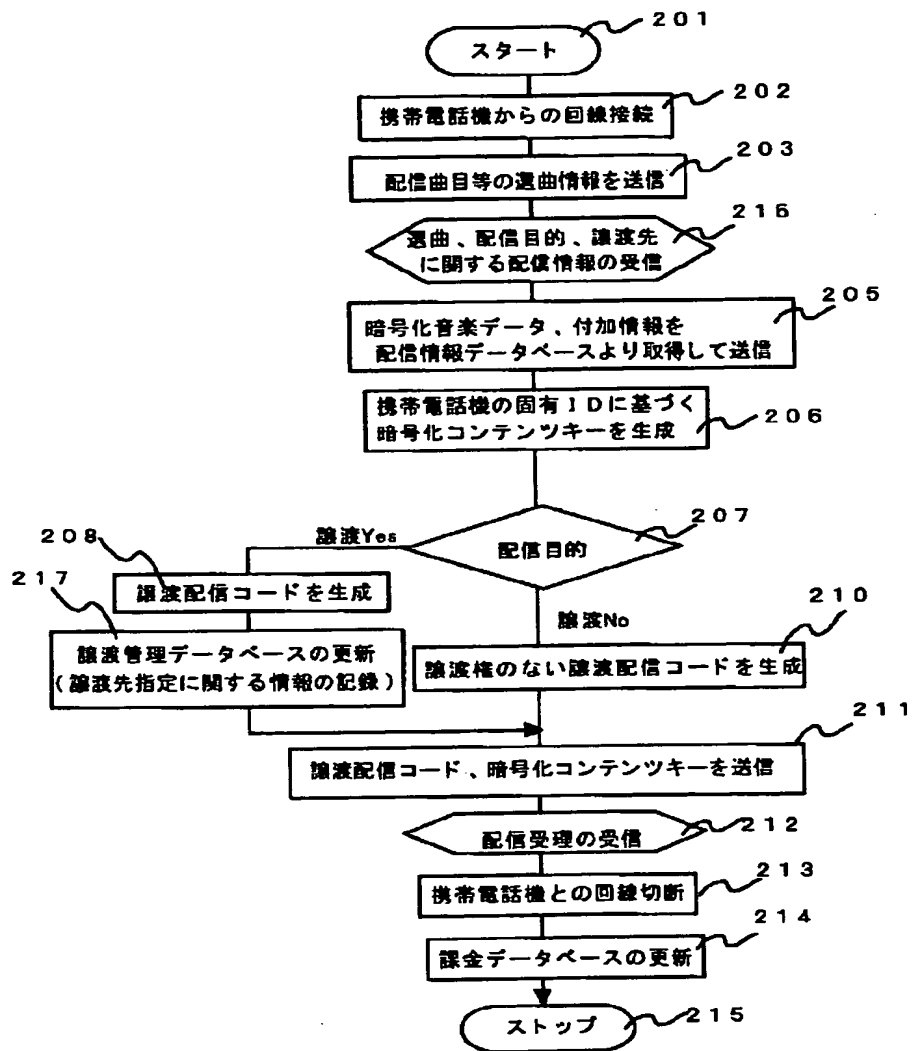 201
スタート
202
携帯電話機からの回線接続
203
配信曲目等の選曲情報を送信
216
選曲、配信目的、譲渡先
に関する配信情報の受信
205
暗号化音楽データ、付加情報を
配信情報データベースより取得して送信
携帯電話機の固有IDに基づく
暗号化コンテンツキーを生成
206
207
配信目的
譲渡Yes
208
譲渡配信コードを生成
217
譲渡管理データベースの更新
(譲渡先指定に関する情報の記録)
譲渡No
210
譲渡権のない譲渡配信コードを生成
211
譲渡配信コード、暗号化コンテンツキーを送信
212
配信受理の受信
213
携帯電話機との回線切断
214
課金データベースの更新
ストップ
215